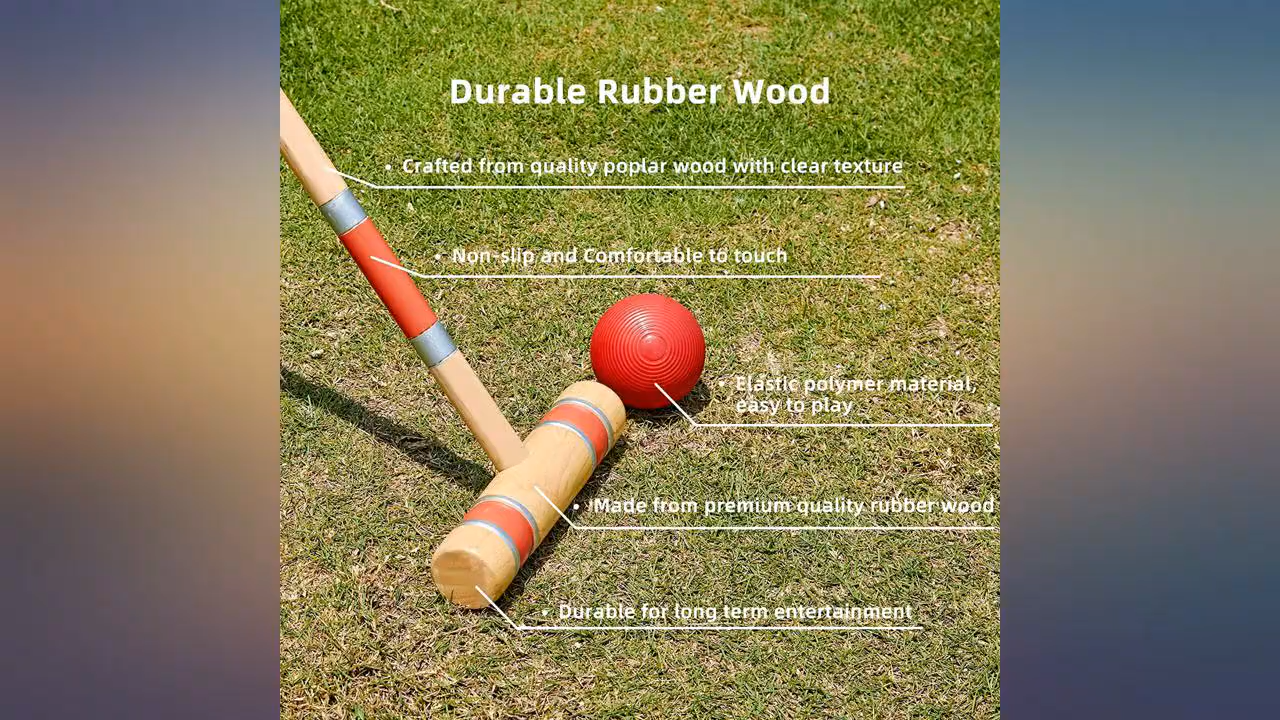 Durable Rubber Wood
• Crafted from quality poplar wood with clear texture
• Non-slip and Comfortable to touch
• Elastic polymer material,
easy to play
• Made from premium quality rubber wood
• Durable for long term entertainment